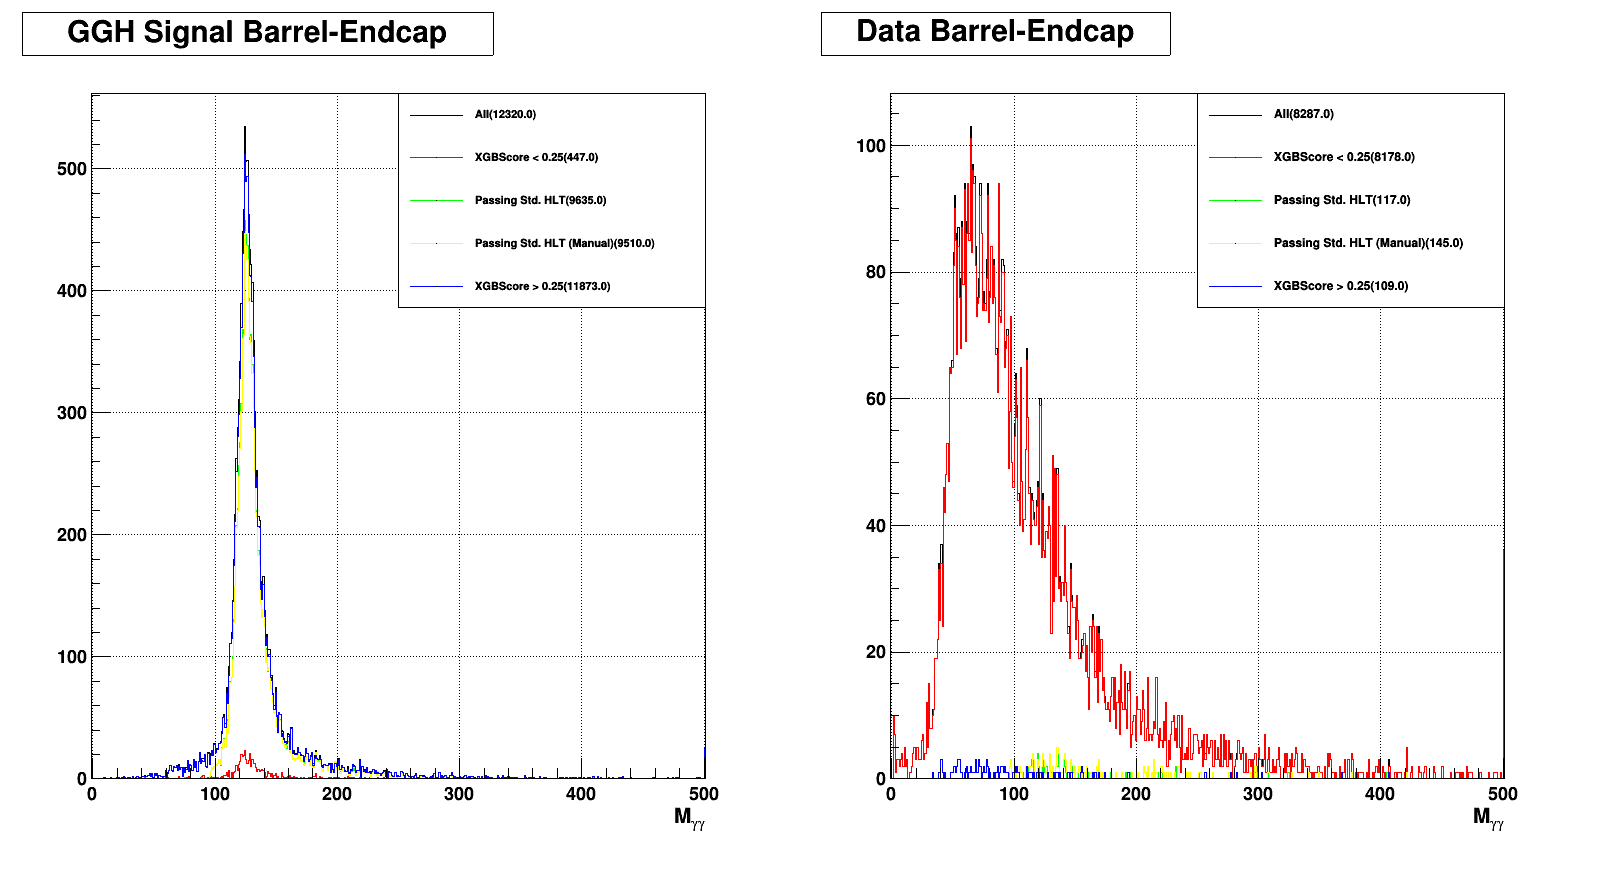 GGH Signal Barrel-Endcap
All(12320.0)
XGBScore < 0.25(447.0)
Passing Std. HLT(9635.0)
Passing Std. HLT (Manual)(9510.0)
XGBScore > 0.25(11873.0)
500
400
300
200
100
0
0 100 200 300 400 500
Mγγ
Data Barrel-Endcap
All(8287.0)
XGBScore < 0.25(8178.0)
Passing Std. HLT(117.0)
Passing Std. HLT (Manual)(145.0)
XGBScore > 0.25(109.0)
100
80
60
40
20
0
0 100 200 300 400 500
Mγγ